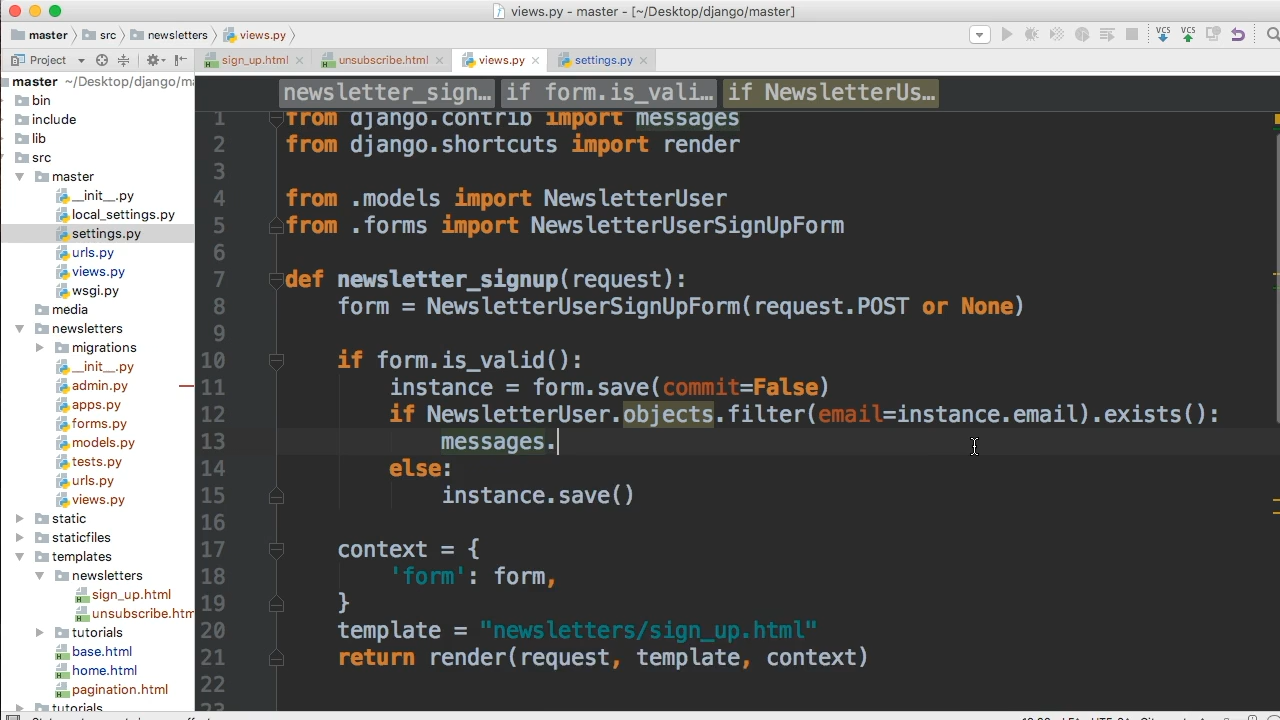 views.py - master - [~/Desktop/django/master]
master src newsletters views.py
Project sign_up.html unsubscribe.html views.py settings.py
master ~/Desktop/django/
bin
include
lib
src
master
__init__.py
local_settings.py
settings.py
urls.py
views.py
wsgi.py
media
newsletters
migrations
__init__.py
admin.py
apps.py
forms.py
models.py
tests.py
urls.py
views.py
static
staticfiles
templates
newsletters
sign_up.html
unsubscribe.htm
tutorials
base.html
home.html
pagination.html
tutorials
newsletter_sign… if form.is_vali… if NewsletterUs…
1 from django.contrib import messages
2 from django.shortcuts import render
3
4 from .models import NewsletterUser
5 from .forms import NewsletterUserSignUpForm
6
7 def newsletter_signup(request):
8 form = NewsletterUserSignUpForm(request.POST or None)
9
10 if form.is_valid():
11 instance = form.save(commit=False)
12 if NewsletterUser.objects.filter(email=instance.email).exists():
13 messages.
14 else:
15 instance.save()
16
17 context = {
18 'form': form,
19 }
20 template = "newsletters/sign_up.html"
21 return render(request, template, context)
22
23
VCS VCS